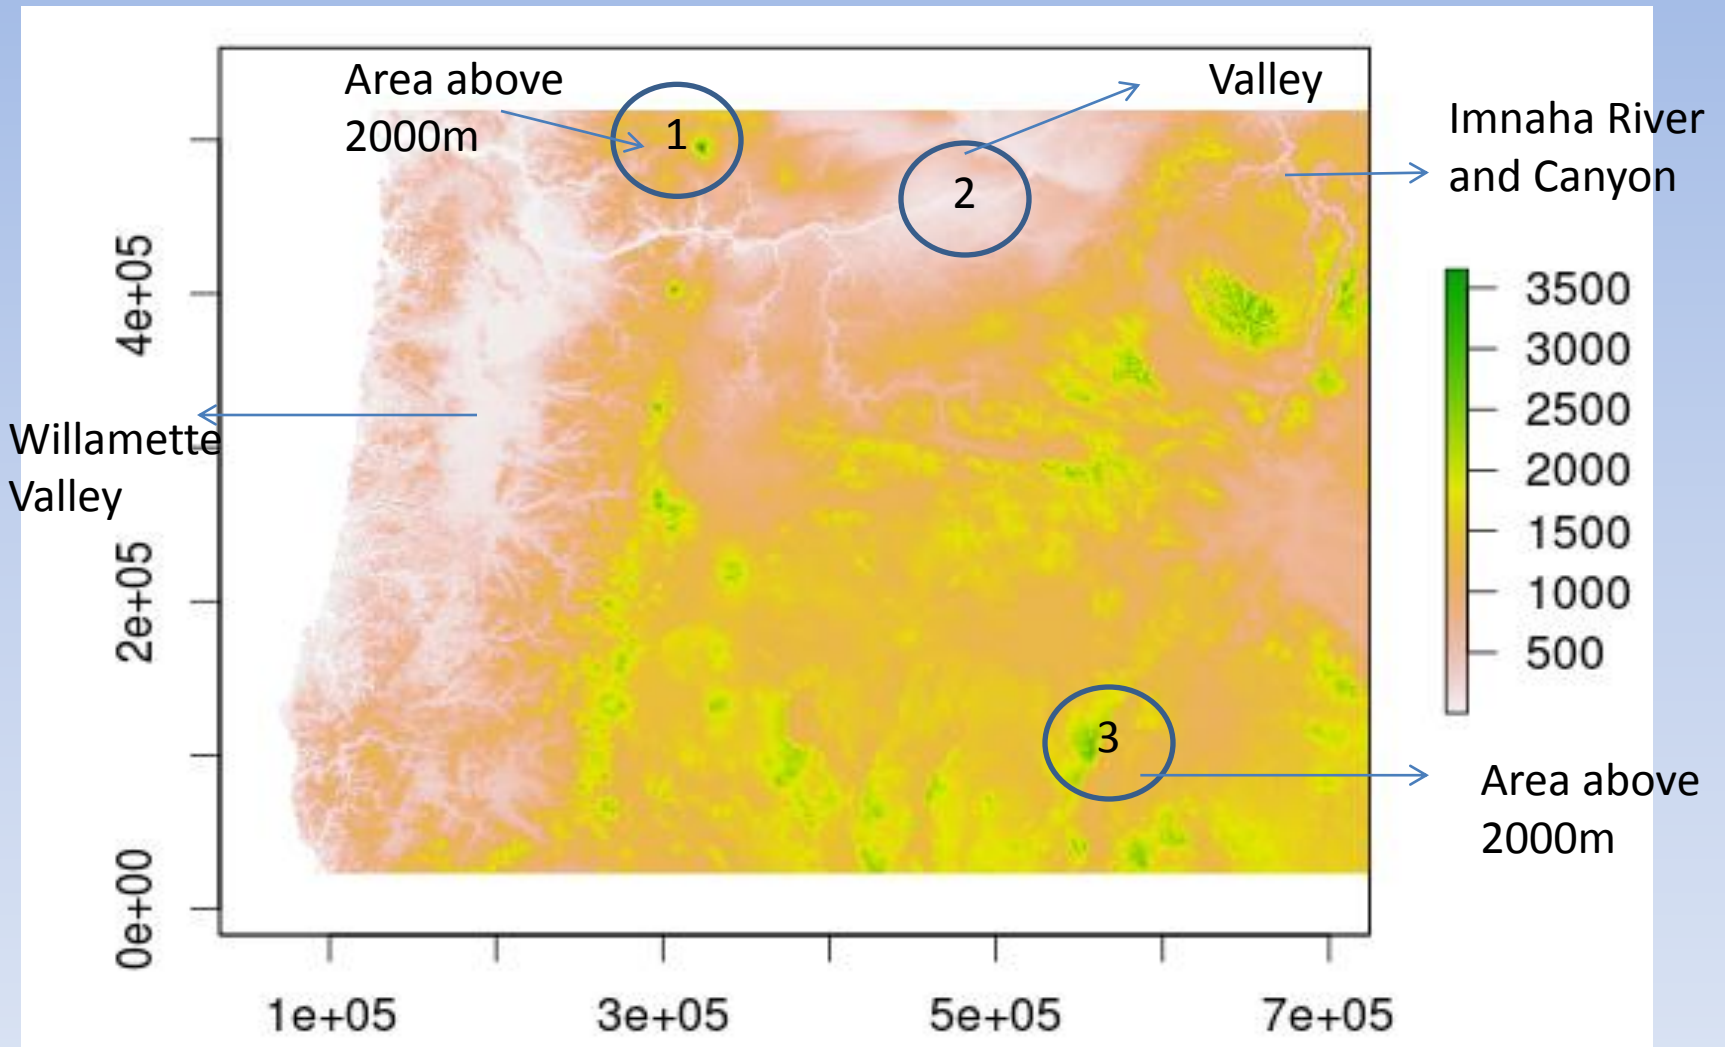 Area above
2000m
1
Valley
2
Imnaha River
and Canyon
Willamette
Valley
3
Area above
2000m
3500
3000
2500
2000
1500
1000
500
4e+05
2e+05
0e+00
1e+05
3e+05
5e+05
7e+05